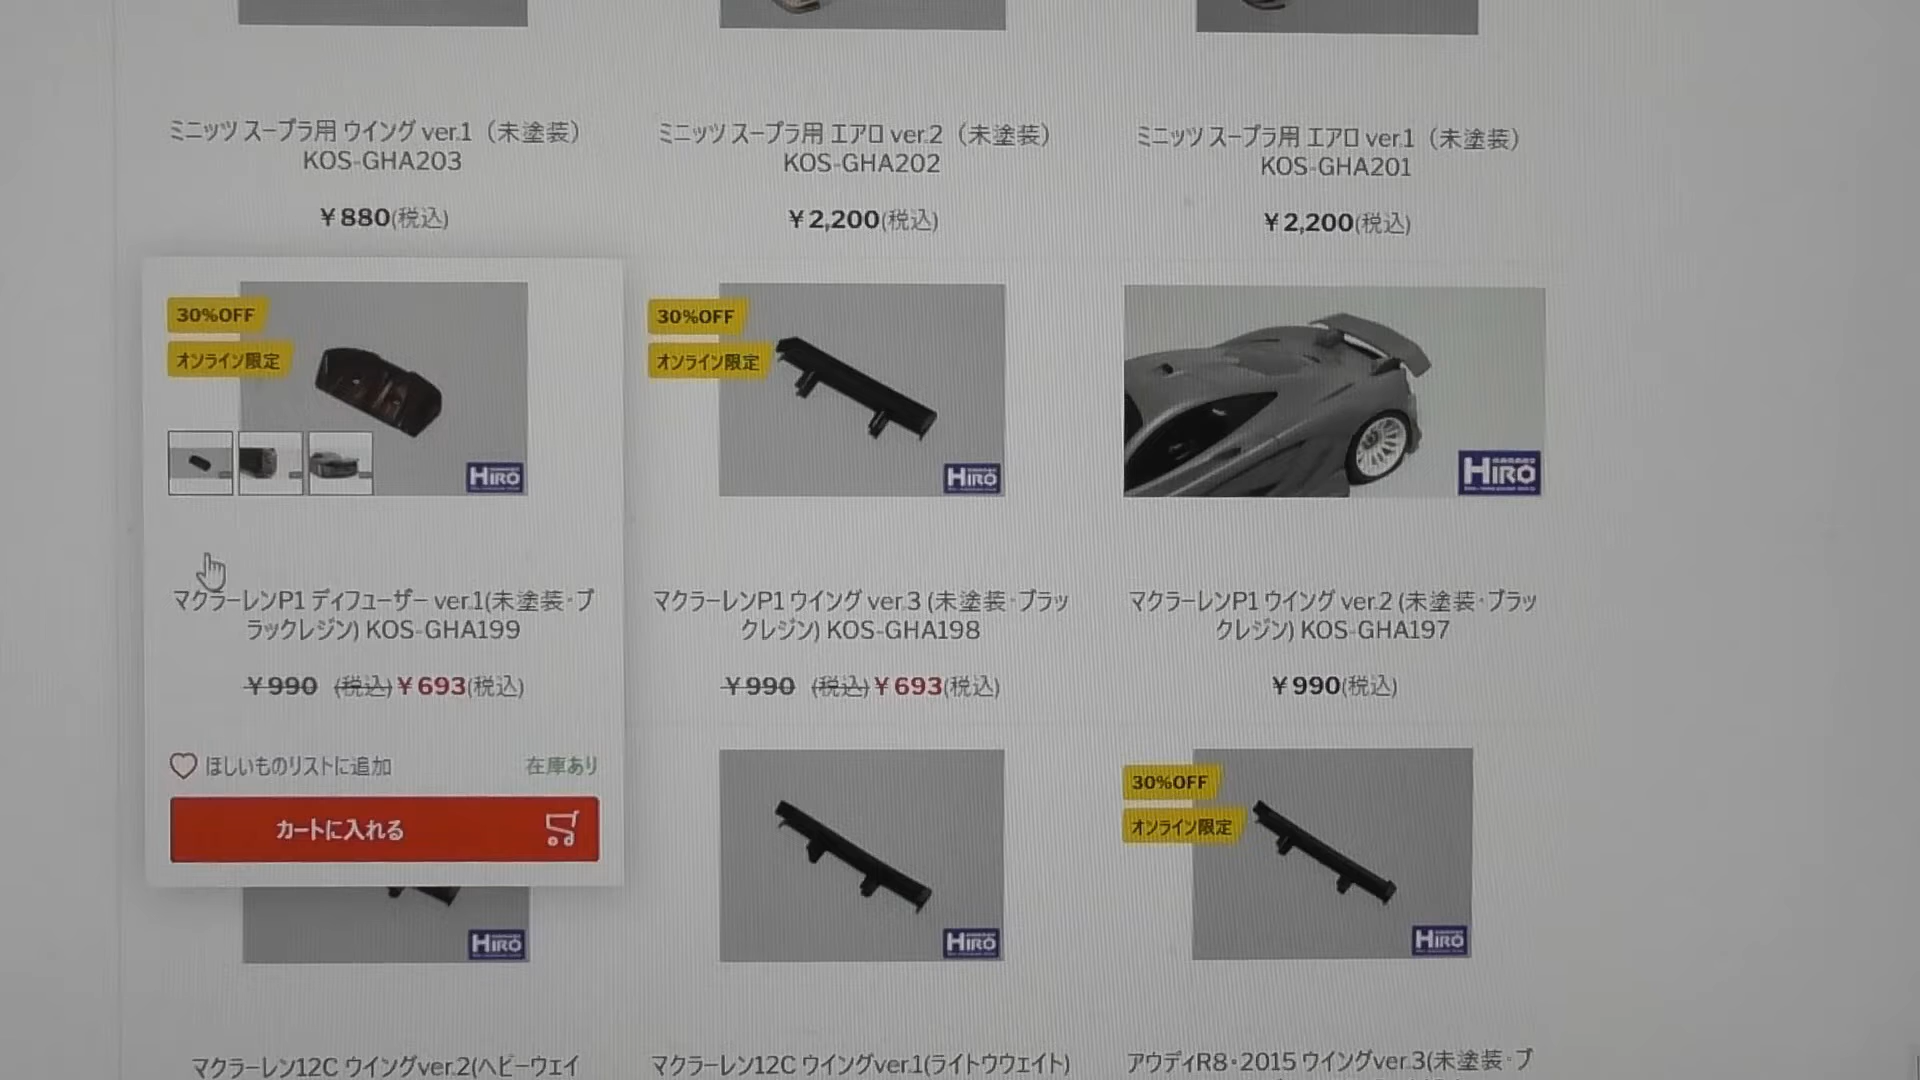 ミニッツ スープラ用 ウイング ver.1（未塗装）
KOS-GHA203
¥880(税込)
ミニッツ スープラ用 エアロ ver.2（未塗装）
KOS-GHA202
¥2,200(税込)
ミニッツ スープラ用 エアロ ver.1（未塗装）
KOS-GHA201
¥2,200(税込)
30%OFF
オンライン限定
HIRO
マクラーレンP1 ディフューザー ver.1(未塗装・ブ
ラックレジン) KOS-GHA199
¥990 (税込)¥693(税込)
ほしいものリストに追加
在庫あり
カートに入れる
30%OFF
オンライン限定
HIRO
マクラーレンP1 ウイング ver.3 (未塗装・ブラッ
クレジン) KOS-GHA198
¥990 (税込)¥693(税込)
HIRO
マクラーレンP1 ウイング ver.2 (未塗装・ブラッ
クレジン) KOS-GHA197
¥990(税込)
HIRO
マクラーレン12C ウイングver.2(ヘビーウェイ
HIRO
マクラーレン12C ウイングver.1(ライトウウェイト)
30%OFF
オンライン限定
HIRO
アウディR8・2015 ウイングver.3(未塗装・ブ